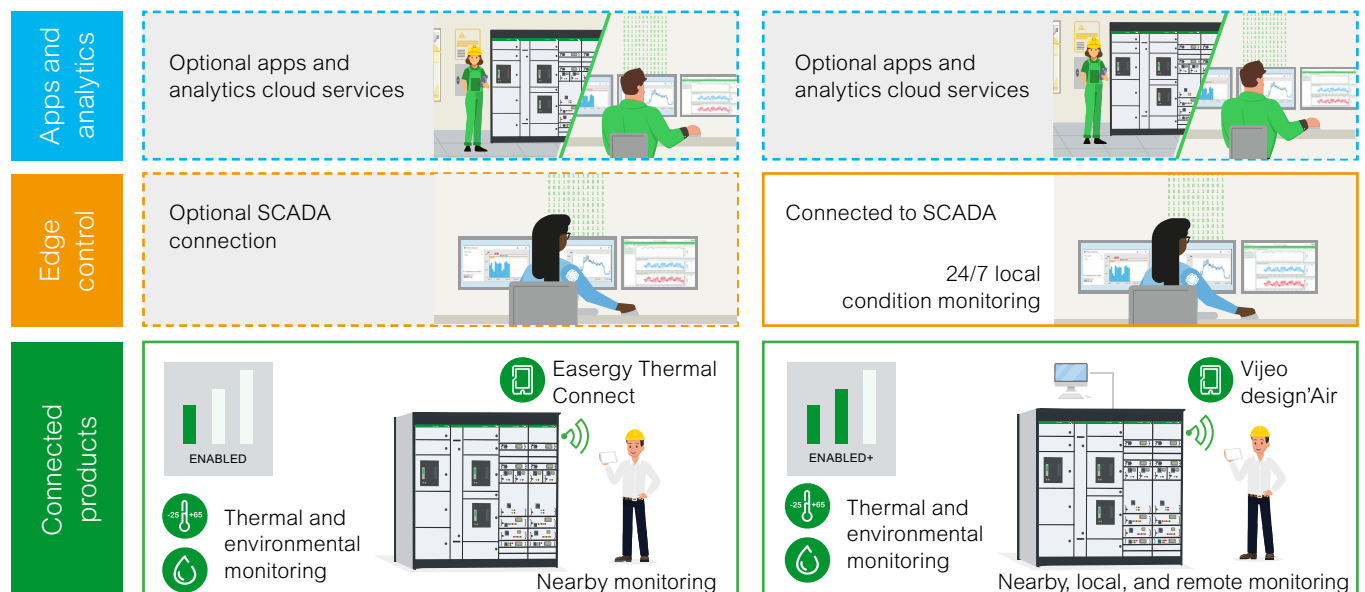 Apps and
analytics
Optional apps and
analytics cloud services
Optional apps and
analytics cloud services
Edge
control
Optional SCADA
connection
Connected to SCADA
24/7 local
condition monitoring
Connected
products
ENABLED
Easergy Thermal
Connect
-25 +65
Thermal and
environmental
monitoring
Nearby monitoring
ENABLED+
Vijeo
design'Air
-25 +65
Thermal and
environmental
monitoring
Nearby, local, and remote monitoring